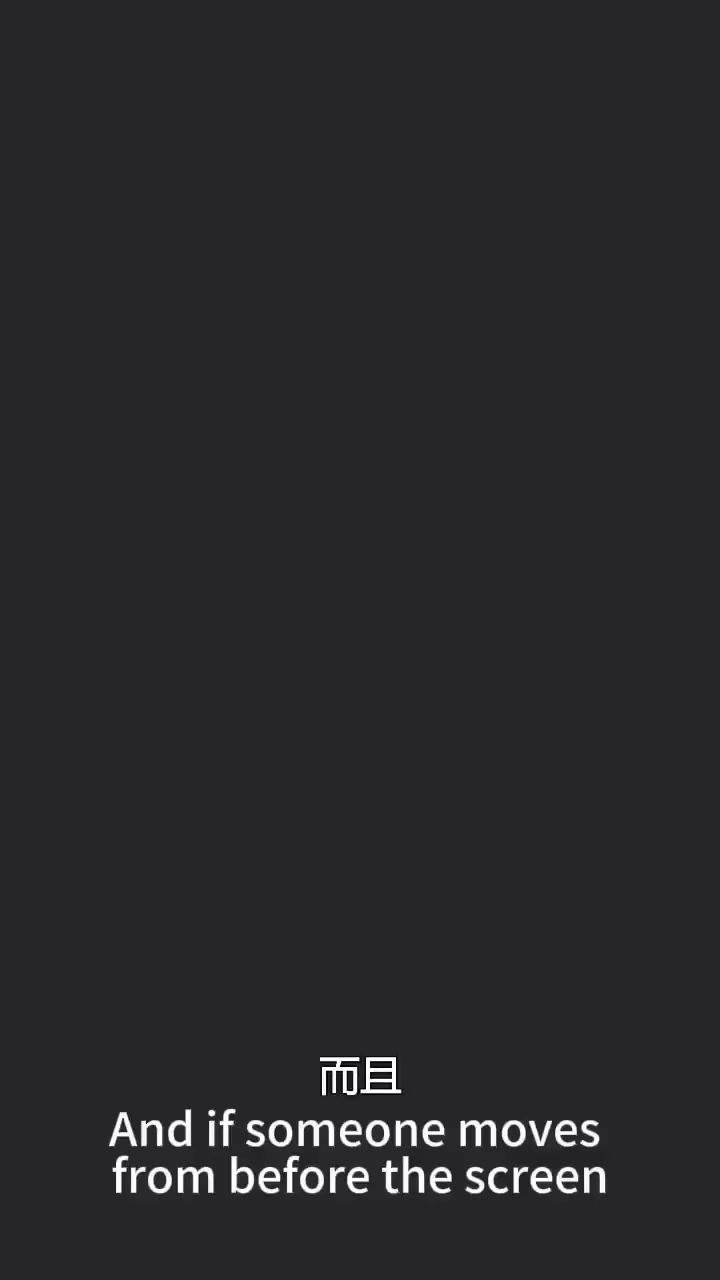 而且
And if someone moves
from before the screen